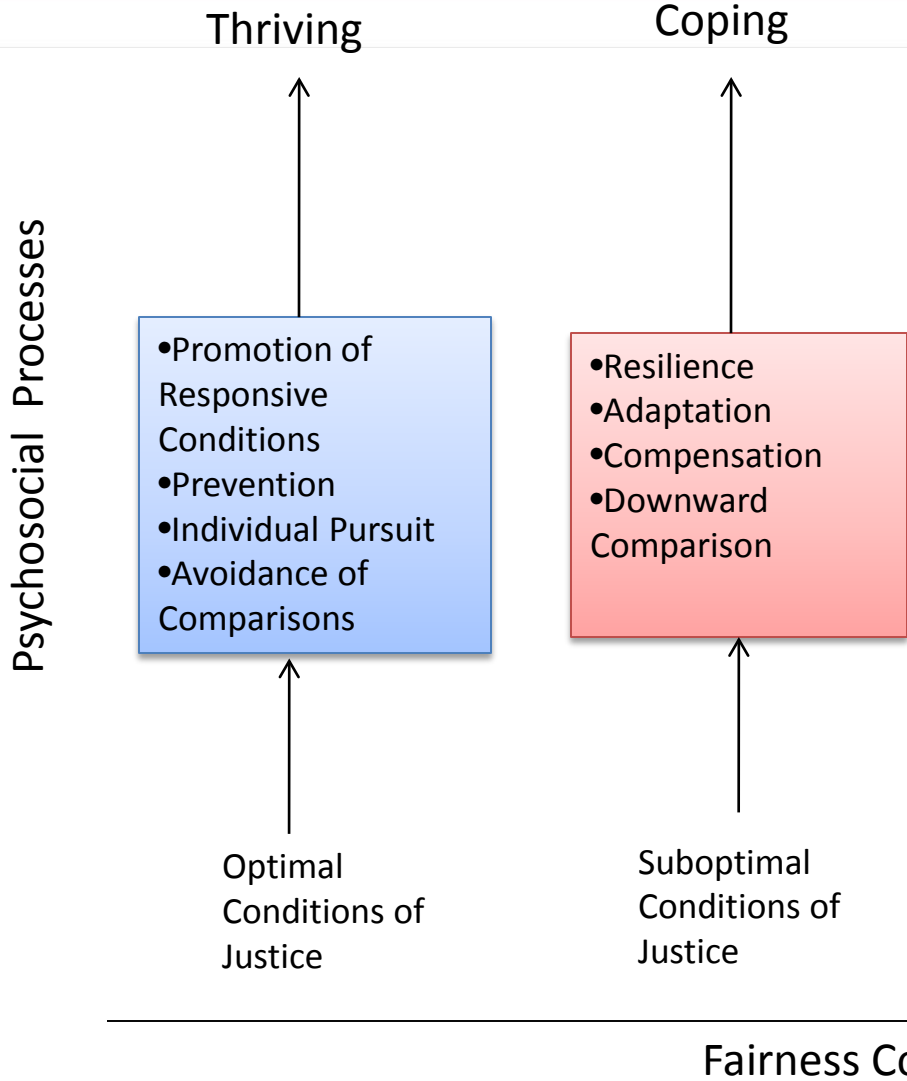 Thriving
Coping
Psychosocial Processes
•Promotion of
Responsive
Conditions
•Prevention
•Individual Pursuit
•Avoidance of
Comparisons
•Resilience
•Adaptation
•Compensation
•Downward
Comparison
Optimal
Conditions of
Justice
Suboptimal
Conditions of
Justice
Fairness